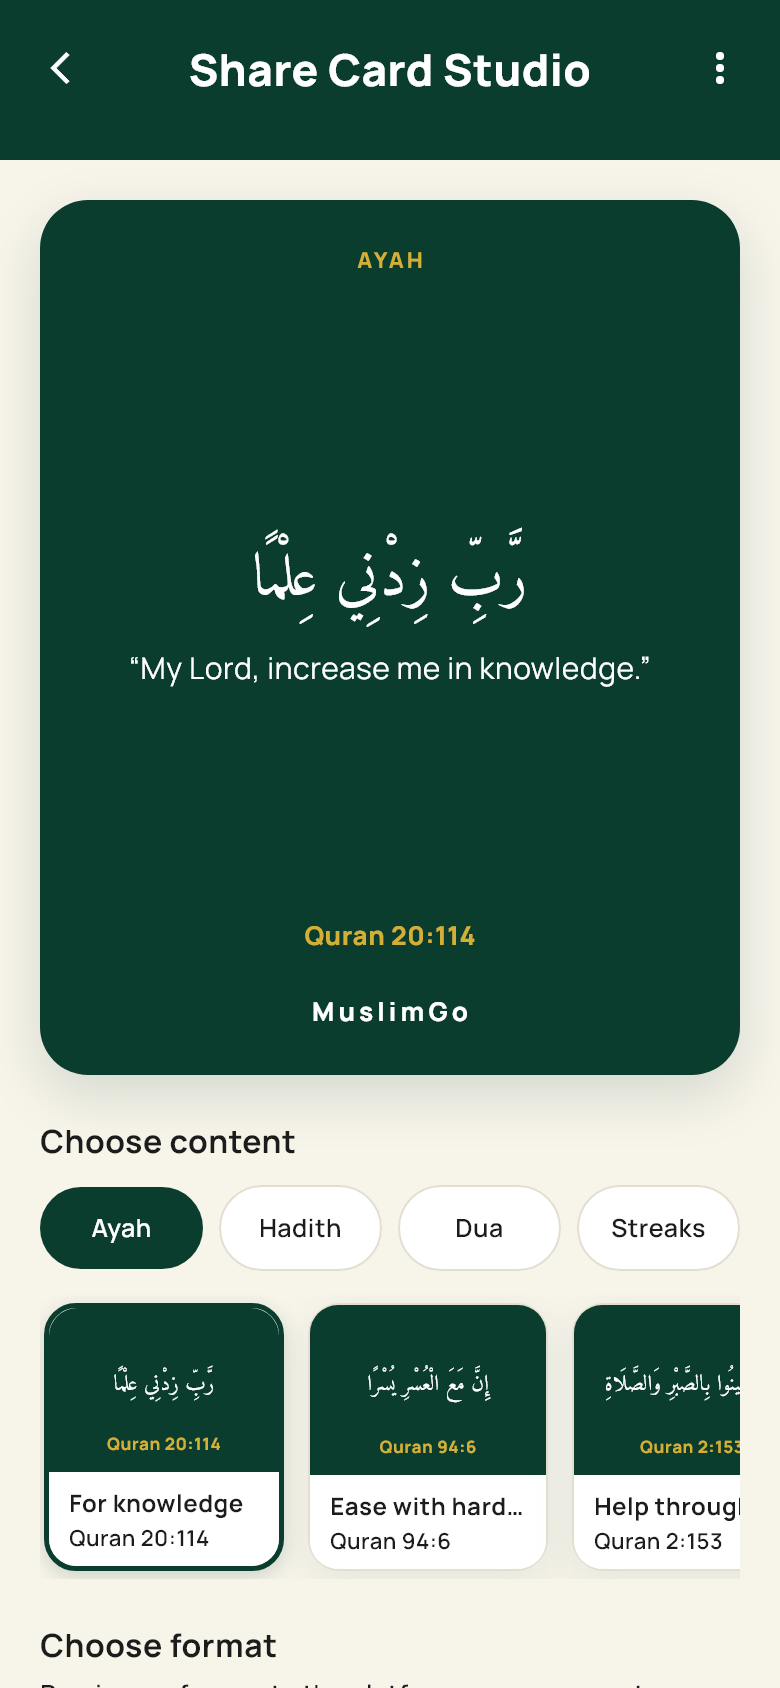 Share Card Studio
AYAH
رَّبِّ زِدْنِي عِلْمًا
“My Lord, increase me in knowledge.”
Quran 20:114
MuslimGo
Choose content
Ayah Hadith Dua Streaks
رَّبِّ زِدْنِي عِلْمًا
Quran 20:114
For knowledge
Quran 20:114
إِنَّ مَعَ الْعُسْرِ يُسْرًا
Quran 94:6
Ease with hard...
Quran 94:6
بِالصَّبْرِ وَالصَّلَاةِ
Quran 2:153
Help through
Quran 2:153
Choose format